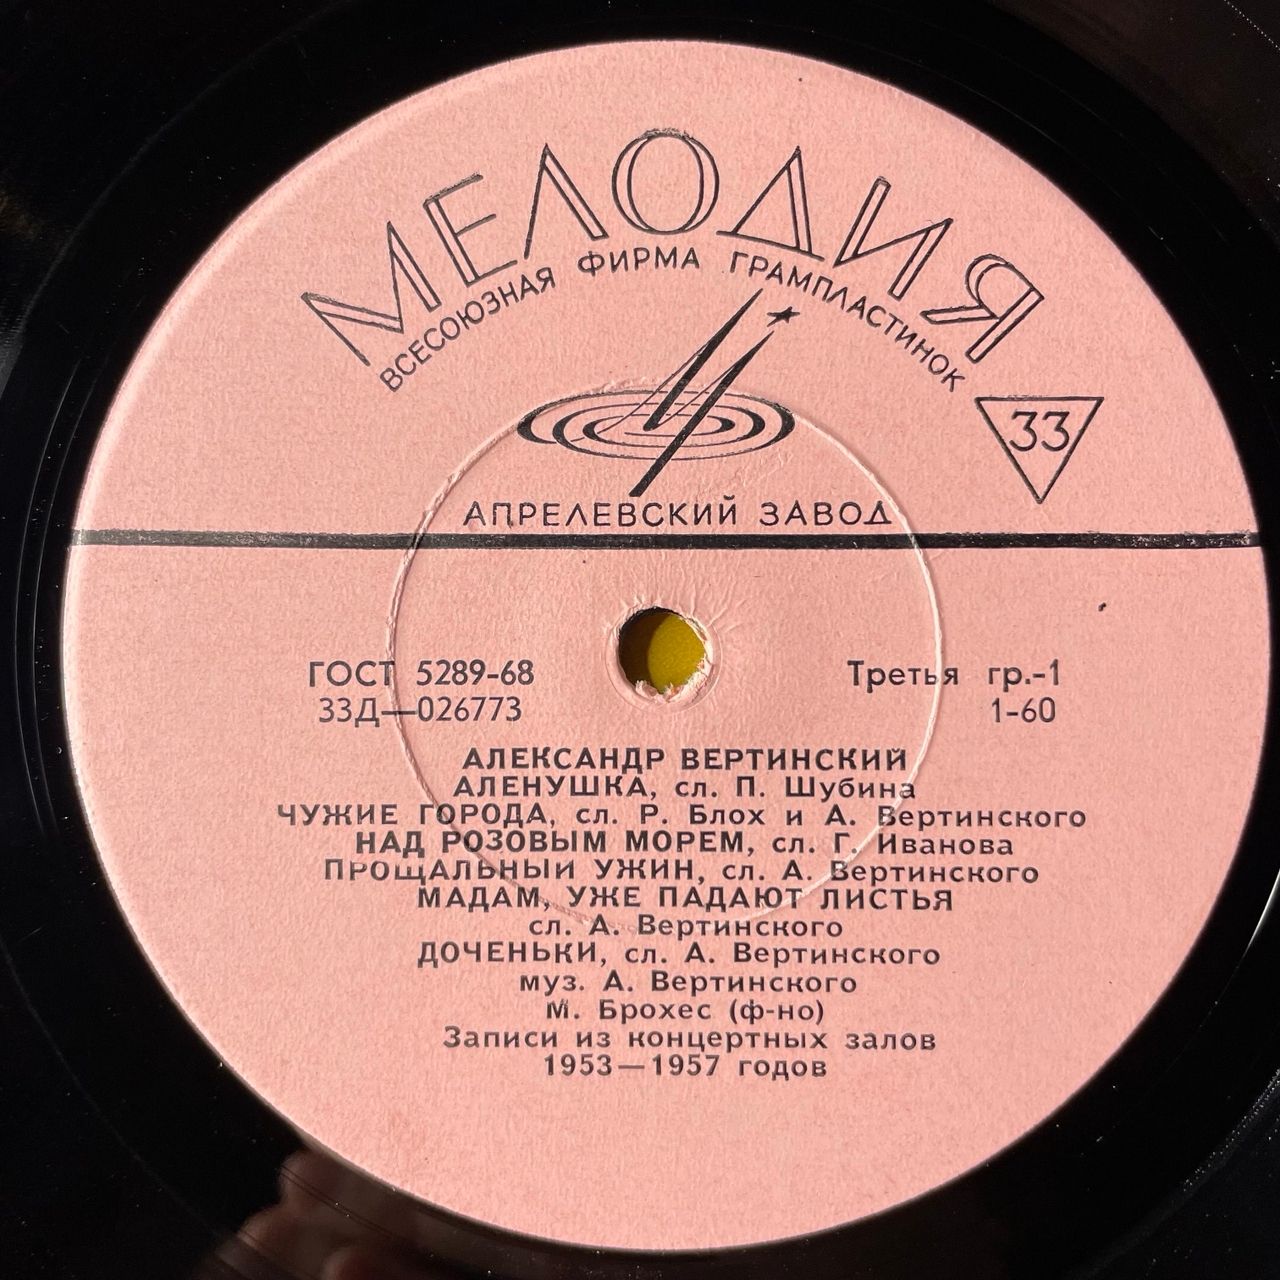 МЕЛОДИЯ
ВСЕСОЮЗНАЯ ФИРМА ГРАМПЛАСТИНОК
33
АПРЕЛЕВСКИЙ ЗАВОД
ГОСТ 5289-68
33Д—026773
Третья гр.-1
1-60
АЛЕКСАНДР ВЕРТИНСКИЙ
АЛЕНУШКА, сл. П. Шубина
ЧУЖИЕ ГОРОДА, сл. Р. Блох и А. Вертинского
НАД РОЗОВЫМ МОРЕМ, сл. Г. Иванова
ПРОЩАЛЬНЫЙ УЖИН, сл. А. Вертинского
МАДАМ, УЖЕ ПАДАЮТ ЛИСТЬЯ
сл. А. Вертинского
ДОЧЕНЬКИ, сл. А. Вертинского
муз. А. Вертинского
М. Брохес (ф-но)
Записи из концертных залов
1953—1957 годов